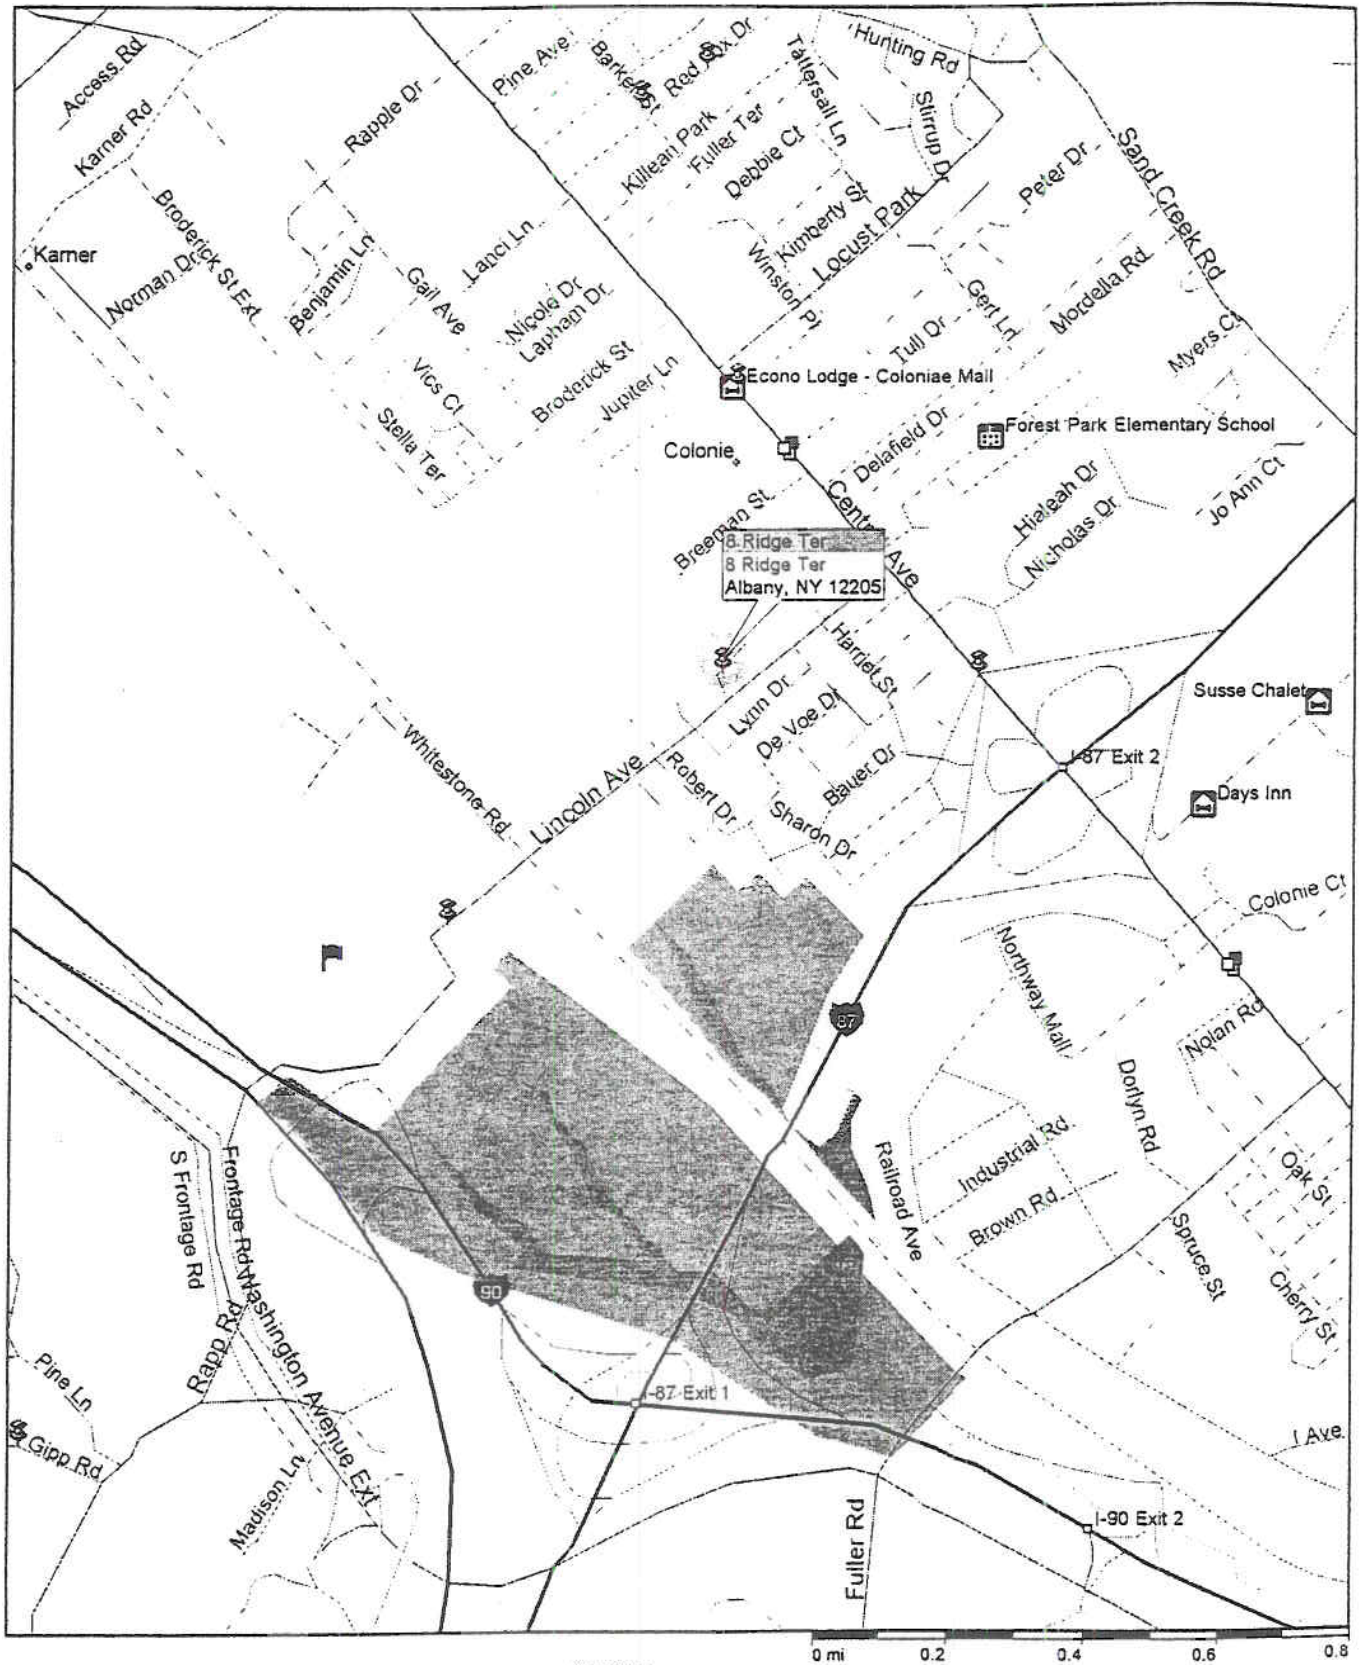 Access Rd
Karner Rd
Rapple Dr
Pine Ave
Barker St
Red Fox Dr
Tattersall Ln
Hunting Rd
Stirrup Dr
Killean Park
Fuller Ter
Debbie Ct
Kimberly St
Locust Park
Winston Pl
Peter Dr
Sand Creek Rd
Karner
Norman Dr
Broderick St Ext
Benjamin Ln
Gail Ave
Lanci Ln
Nicole Dr
Lapham Dr
Broderick St
Jupiter Ln
Vics Ct
Stella Ter
Tull Dr
Gert Ln
Mordella Rd
Myers Ct
Econo Lodge - Coloniae Mall
Forest Park Elementary School
Colonie
Delafield Dr
Central Ave
Breeman St
Hialeah Dr
Nicholas Dr
Jo Ann Ct
8 Ridge Ter
8 Ridge Ter
Albany, NY 12205
Harriet St
Lynn Dr
De Voe Dr
Bauer Dr
Robert Dr
Sharon Dr
Susse Chalet
I-87 Exit 2
Days Inn
Whitestone Rd
Lincoln Ave
Colonie Ct
Northway Mall
Nolan Rd
87
Dorlyn Rd
Industrial Rd
Brown Rd
Railroad Ave
Oak St
Spruce St
Cherry St
S Frontage Rd
Frontage Rd
Washington Avenue Ext
Rapp Rd
90
Pine Ln
Gipp Rd
Madison Ln
I-87 Exit 1
I Ave
I-90 Exit 2
Fuller Rd
0 mi 0.2 0.4 0.6 0.8